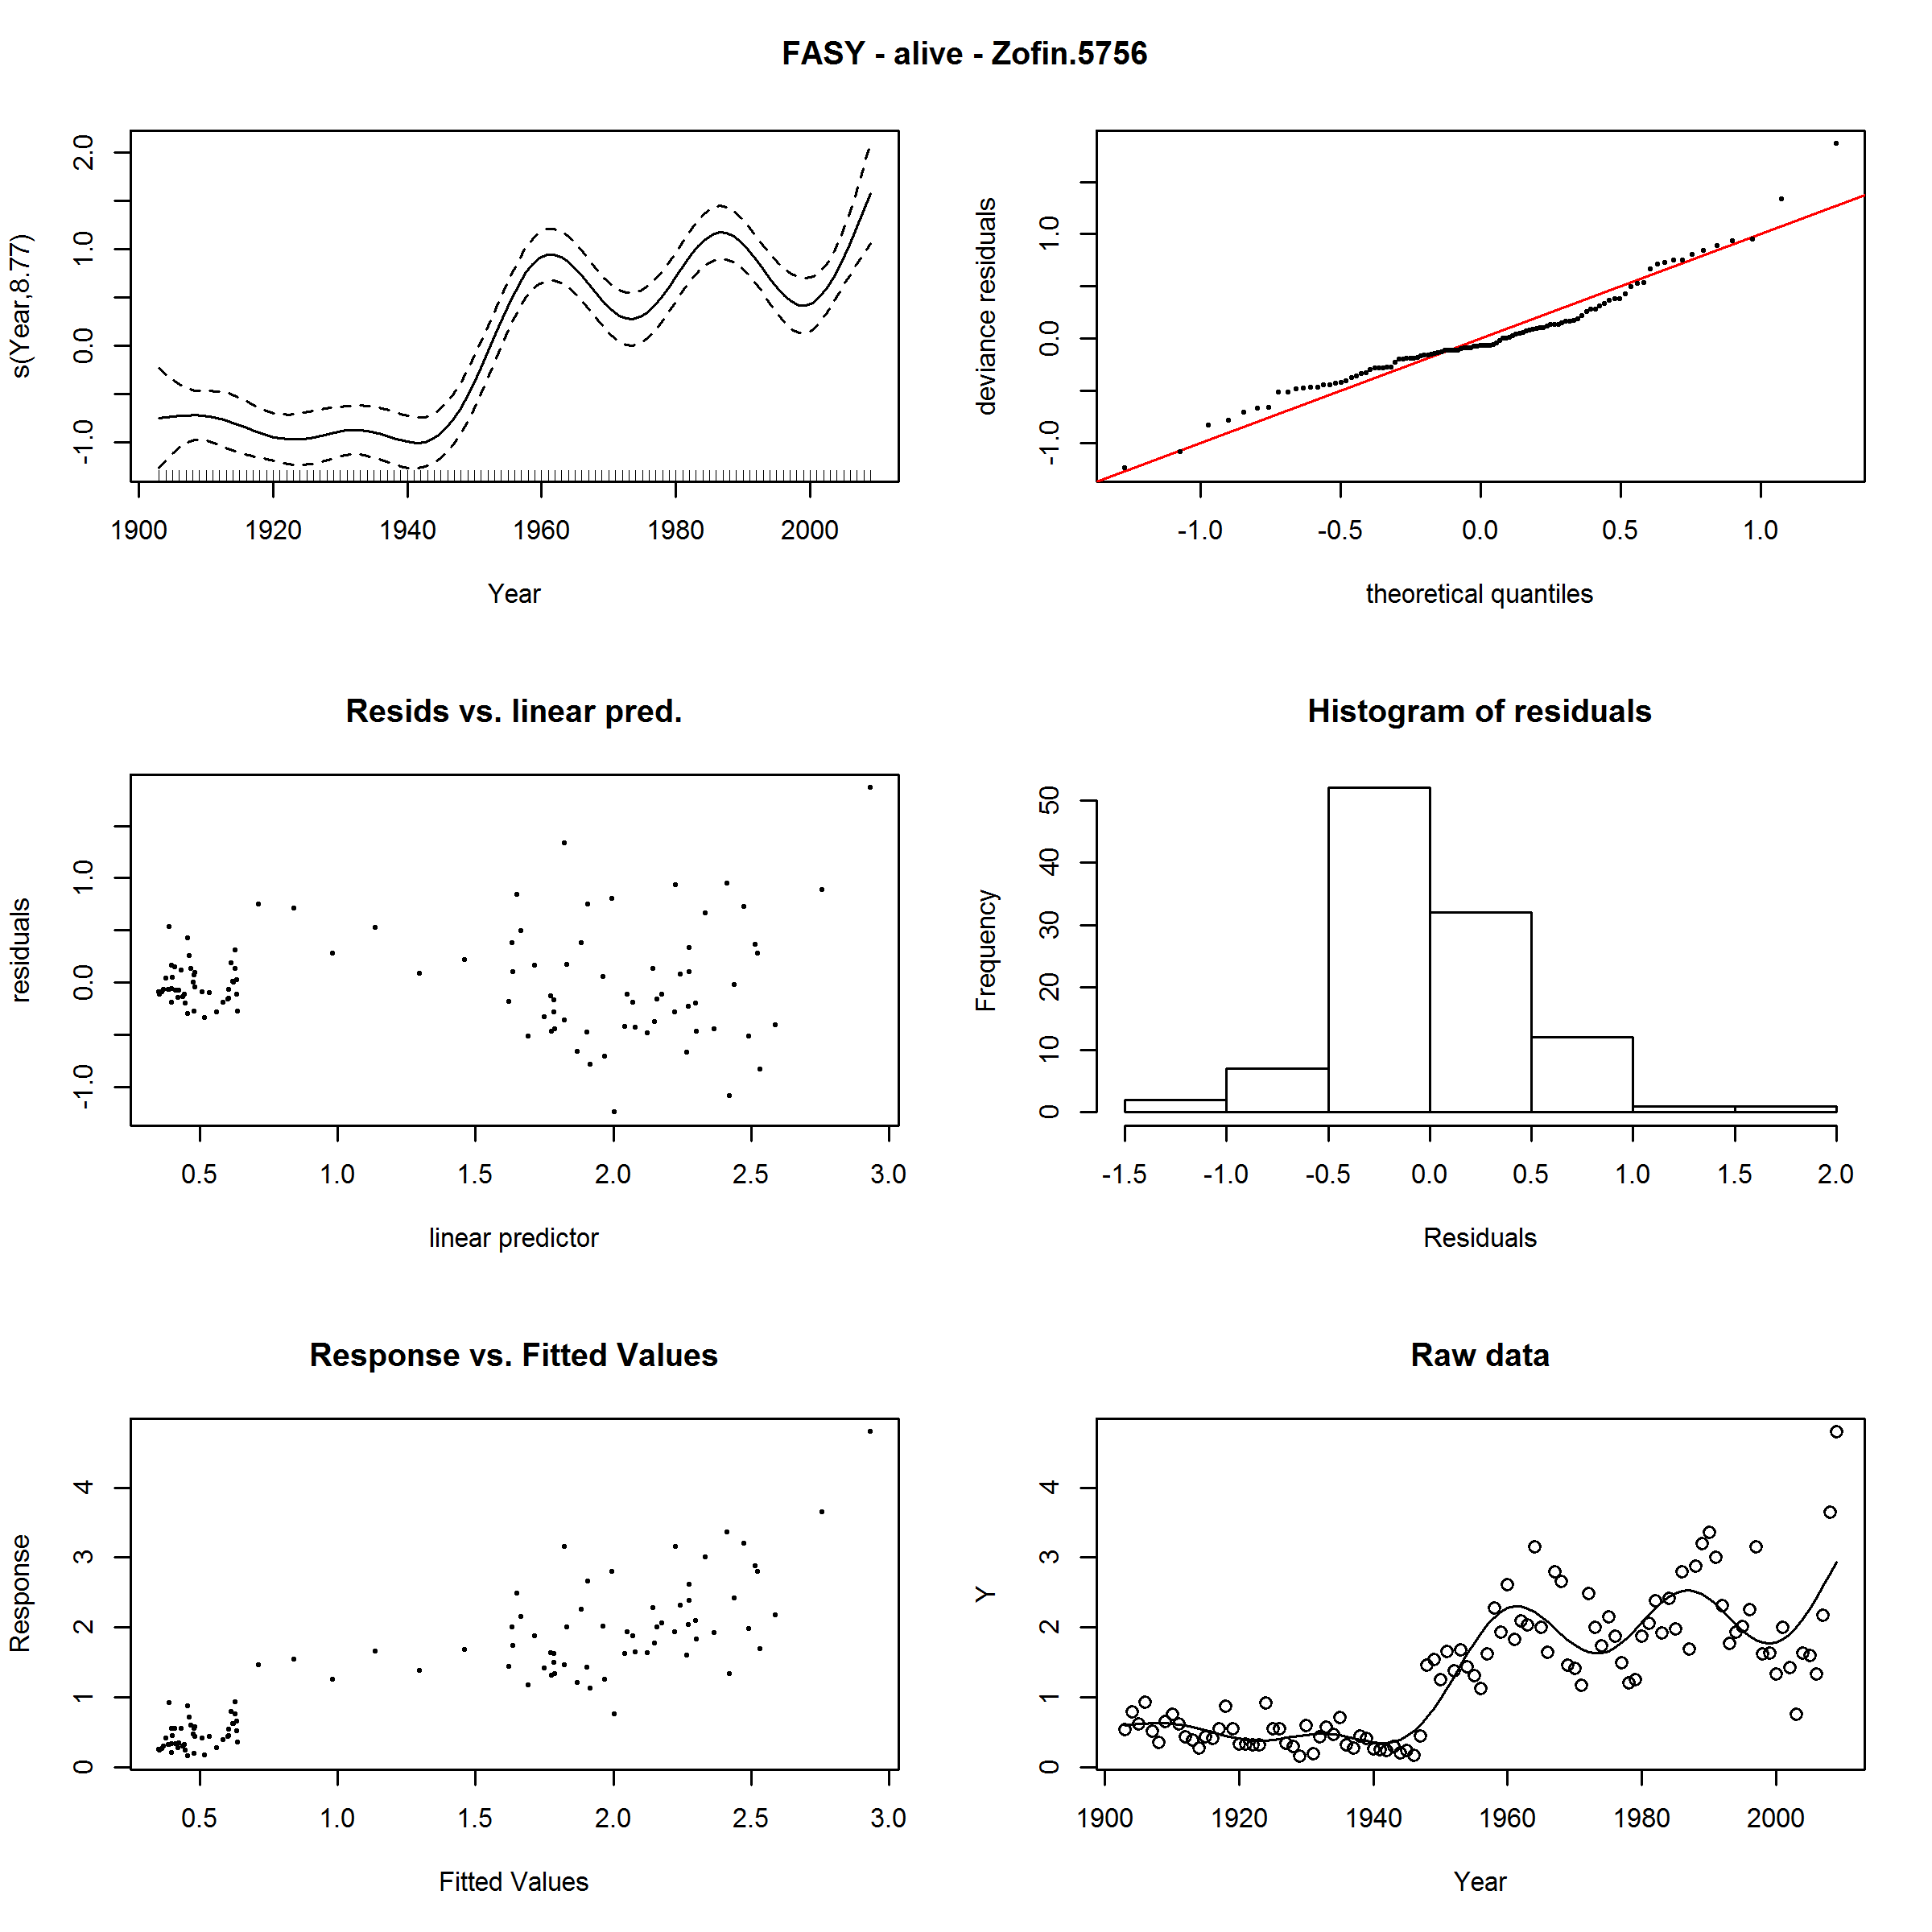 FASY - alive - Zofin.5756
s(Year,8.77)
-1.0 0.0 1.0 2.0
1900 1920 1940 1960 1980 2000
Year
deviance residuals
-1.0 0.0 1.0
-1.0 -0.5 0.0 0.5 1.0
theoretical quantiles
Resids vs. linear pred.
residuals
-1.0 0.0 1.0
0.5 1.0 1.5 2.0 2.5 3.0
linear predictor
Histogram of residuals
Frequency
0 10 20 30 40 50
-1.5 -1.0 -0.5 0.0 0.5 1.0 1.5 2.0
Residuals
Response vs. Fitted Values
Response
0 1 2 3 4
0.5 1.0 1.5 2.0 2.5 3.0
Fitted Values
Raw data
Y
0 1 2 3 4
1900 1920 1940 1960 1980 2000
Year